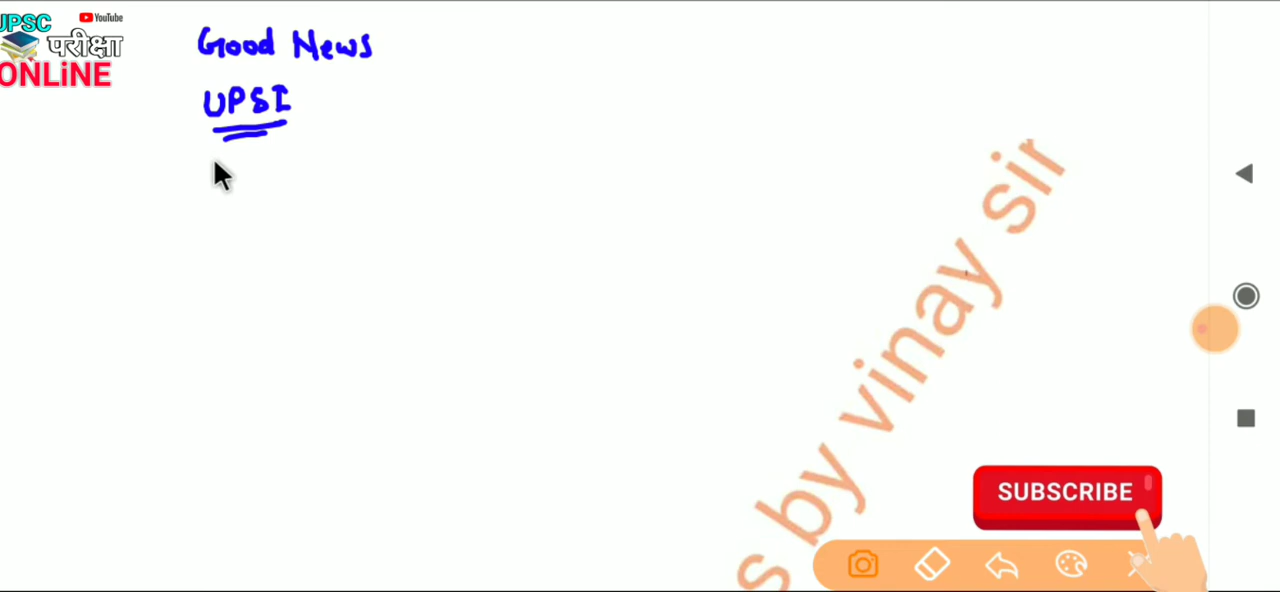 UPSC
YouTube
परीक्षा
ONLiNE
Good News
UPSI
s by vinay sir
SUBSCRIBE